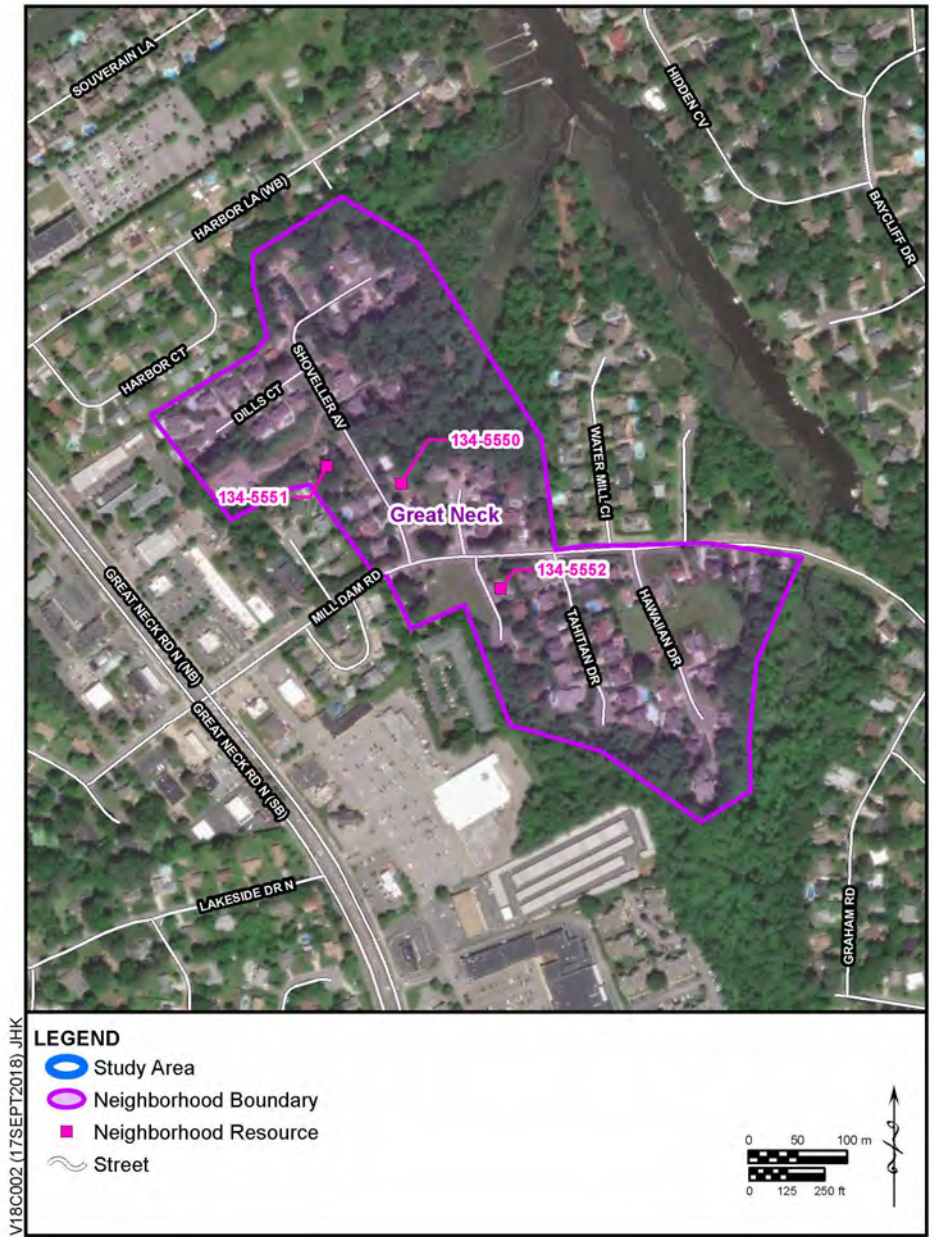 SOUVERAIN LA
HIDDEN CV
HARBOR LA (WB)
BAYCLIFF DR
HARBOR CT
SHOVELLER AV
DILLS CT
134-5550
WATER MILL CI
134-5551
Great Neck
134-5552
GREAT NECK RD N (NB)
MILL DAM RD
HAWAIIAN DR
TAHITIAN DR
GREAT NECK RD N (SB)
LAKESIDE DR N
GRAHAM RD
V18C002 (17SEPT2018) JHK
LEGEND
Study Area
Neighborhood Boundary
Neighborhood Resource
Street
0 50 100 m
0 125 250 ft